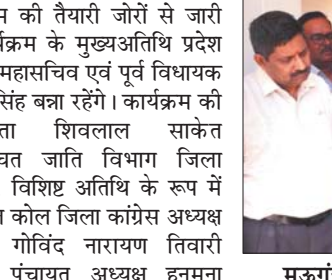 की तैयारी जोरों से जारी
र्यक्रम के मुख्यअतिथि प्रदेश
महासचिव एवं पूर्व विधायक
सिंह बन्ना रहेंगे। कार्यक्रम की
ता शिवलाल साकेत
चत जाति विभाग जिला
विशिष्ट अतिथि के रूप में
कोल जिला कांग्रेस अध्यक्ष
गोविंद नारायण तिवारी
पंचायत अध्यक्ष हनुमना
मऊगं